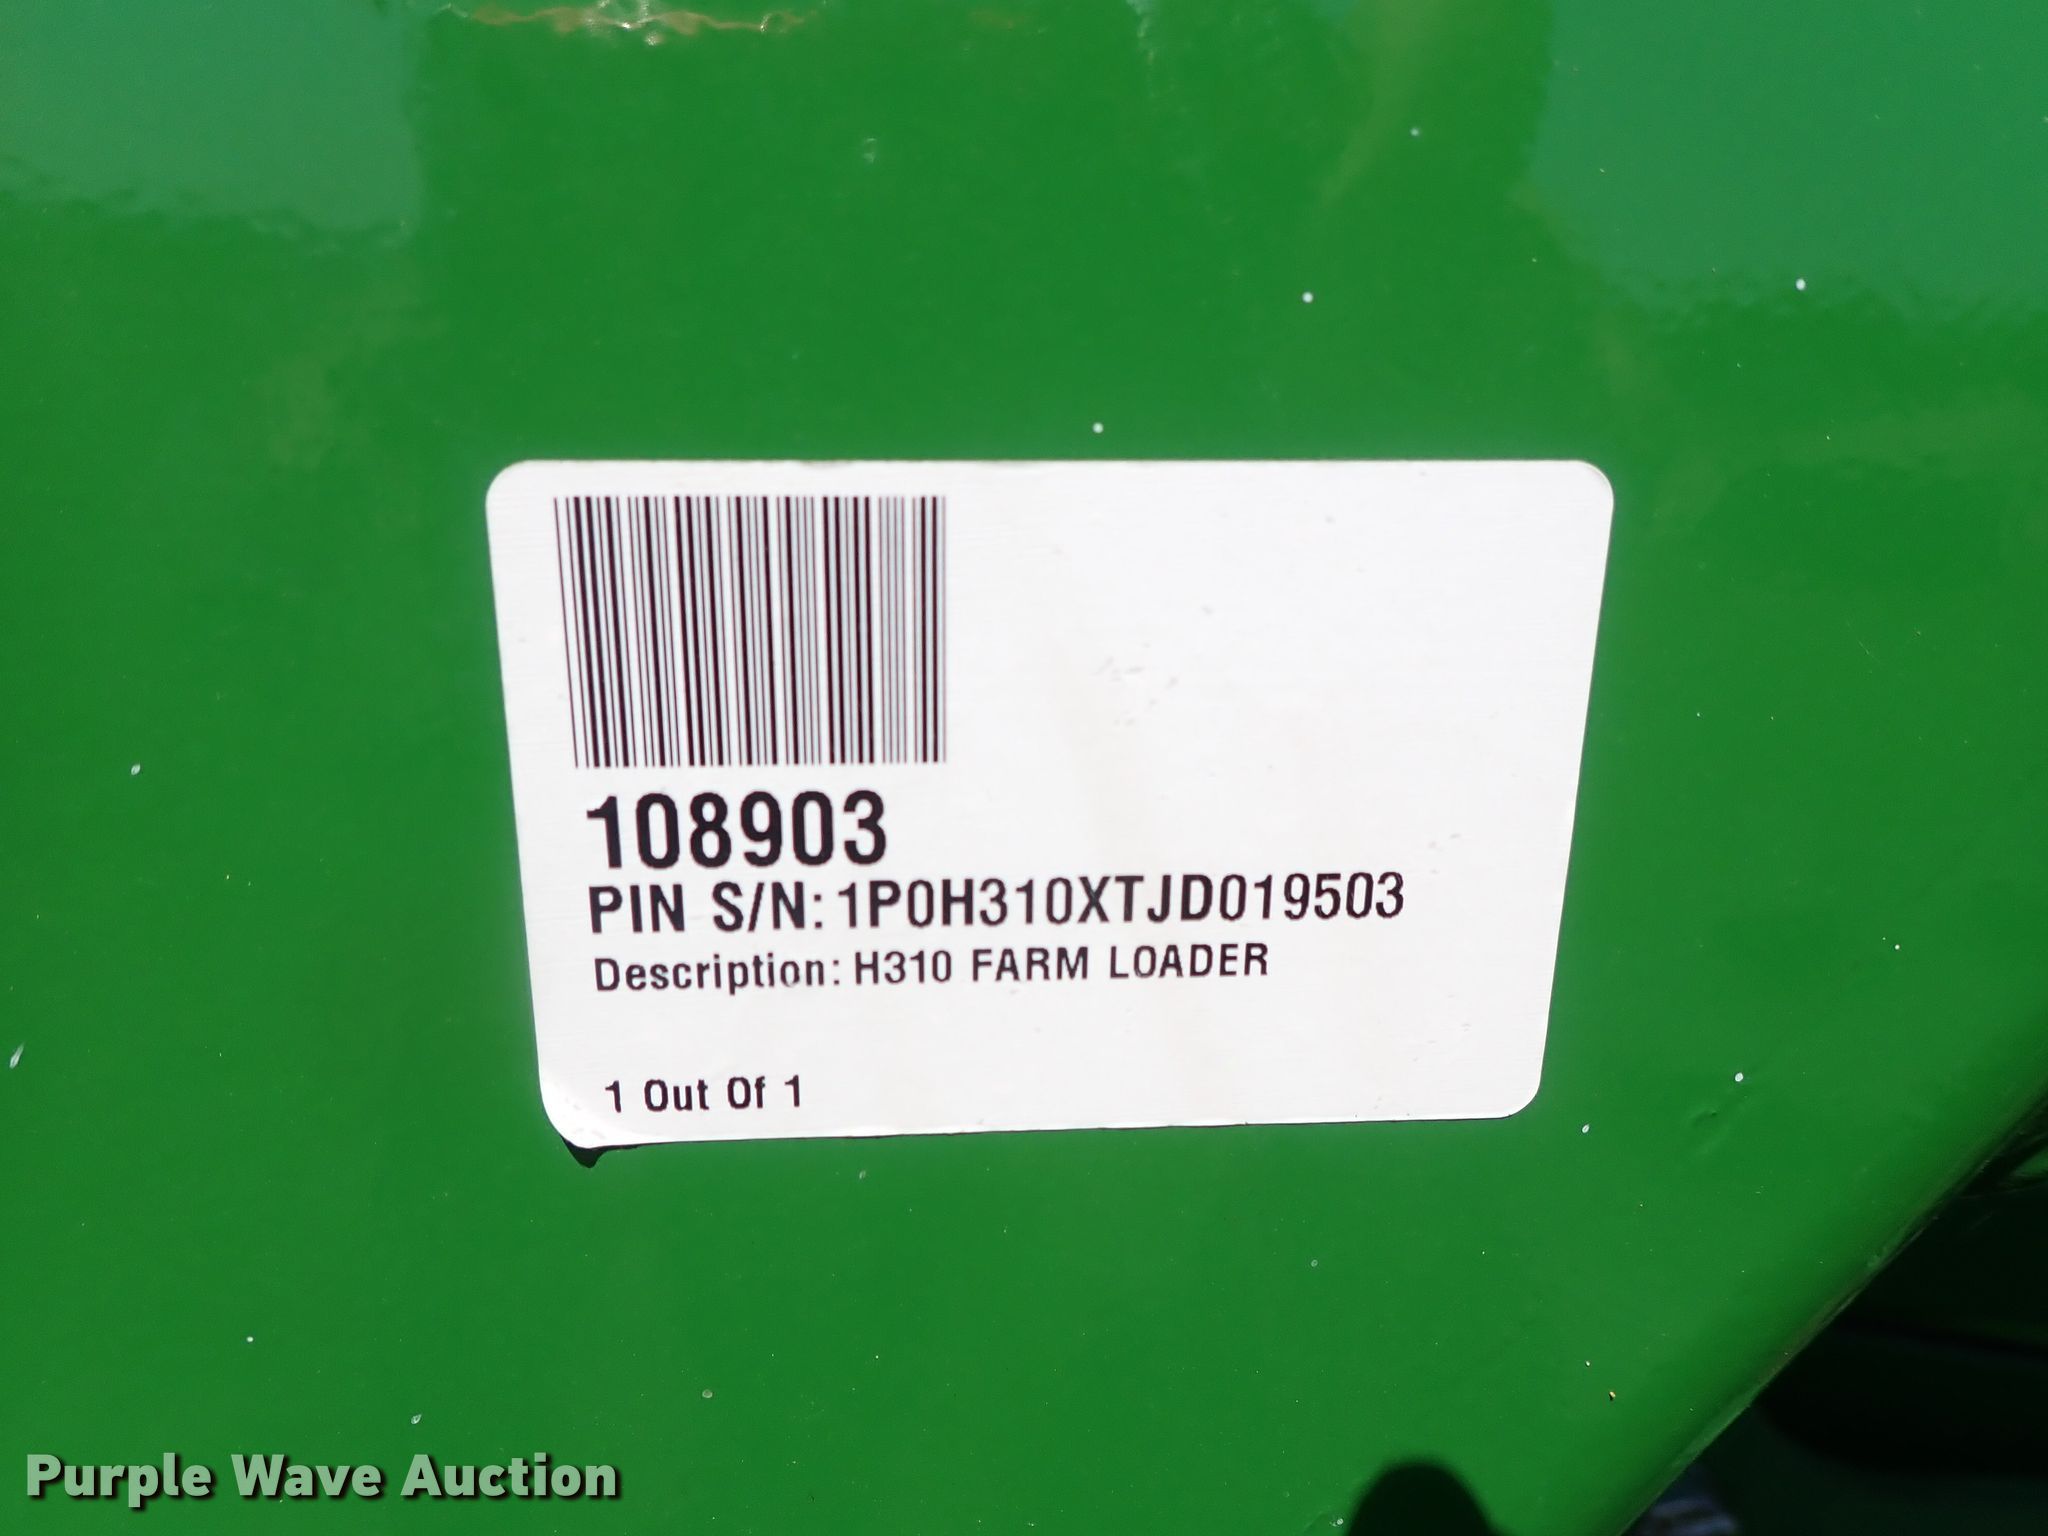 108903
PIN S/N: 1P0H310XTJD019503
Description: H310 FARM LOADER
1 Out Of 1
Purple Wave Auction